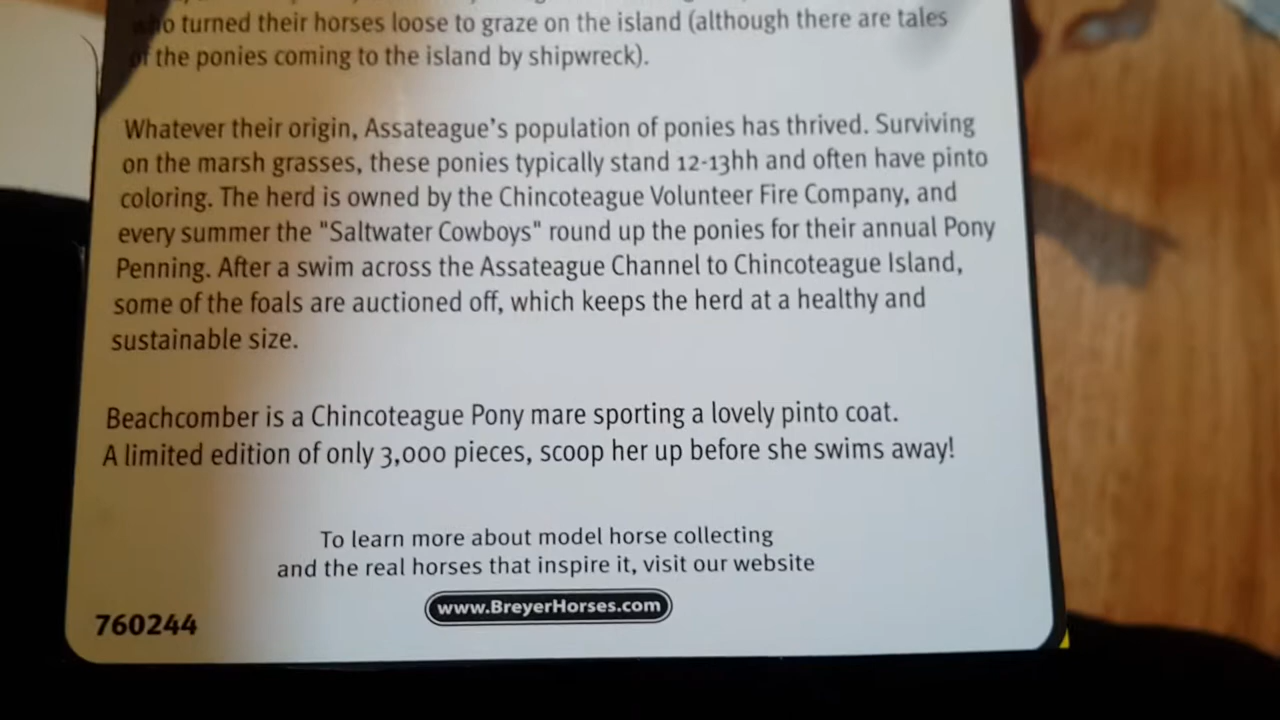 who turned their horses loose to graze on the island (although there are tales
of the ponies coming to the island by shipwreck).
Whatever their origin, Assateague's population of ponies has thrived. Surviving
on the marsh grasses, these ponies typically stand 12-13hh and often have pinto
coloring. The herd is owned by the Chincoteague Volunteer Fire Company, and
every summer the "Saltwater Cowboys" round up the ponies for their annual Pony
Penning. After a swim across the Assateague Channel to Chincoteague Island,
some of the foals are auctioned off, which keeps the herd at a healthy and
sustainable size.
Beachcomber is a Chincoteague Pony mare sporting a lovely pinto coat.
A limited edition of only 3,000 pieces, scoop her up before she swims away!
To learn more about model horse collecting
and the real horses that inspire it, visit our website
www.BreyerHorses.com
760244